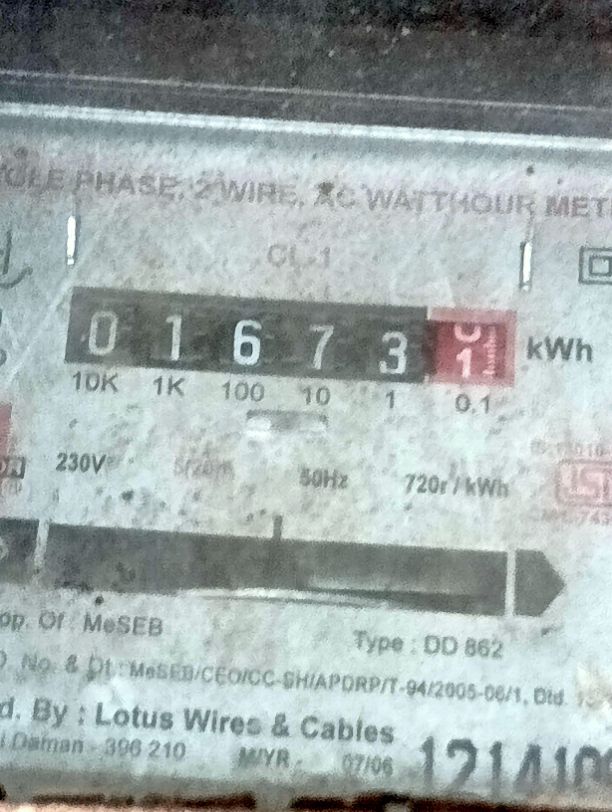 PHASE, 2 WIRE, AC WATTHOUR
CL-1
0 1 6 7 3 1 kWh
10K 1K 100 10 1 0.1
230V 50Hz 720r/kWh
Of MeSEB
Type : DD 862
No. & Dt : MeSEB/CEO/CC-SH/APDRP/T-94/2005-06/1, Dtd.
By : Lotus Wires & Cables
Daman - 396 210 M/YR - 07/06